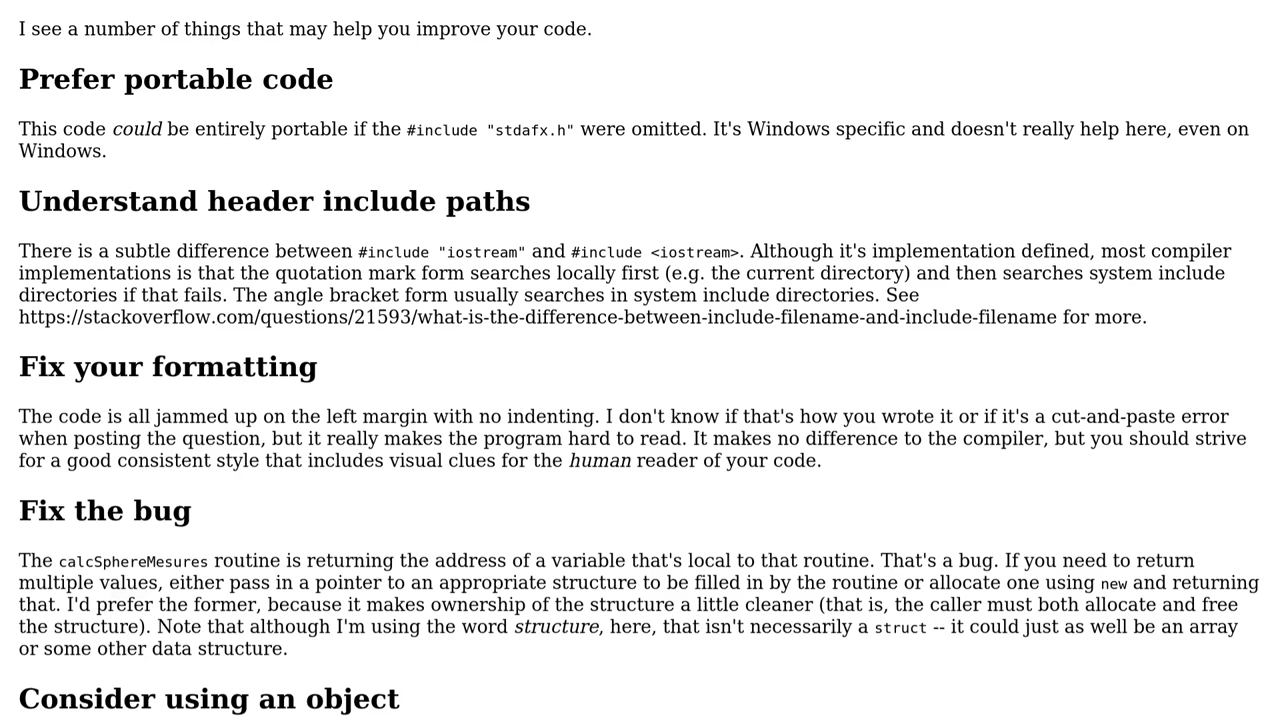 I see a number of things that may help you improve your code.
Prefer portable code
This code could be entirely portable if the #include "stdafx.h" were omitted. It's Windows specific and doesn't really help here, even on
Windows.
Understand header include paths
There is a subtle difference between #include "iostream" and #include <iostream>. Although it's implementation defined, most compiler
implementations is that the quotation mark form searches locally first (e.g. the current directory) and then searches system include
directories if that fails. The angle bracket form usually searches in system include directories. See
https://stackoverflow.com/questions/21593/what-is-the-difference-between-include-filename-and-include-filename for more.
Fix your formatting
The code is all jammed up on the left margin with no indenting. I don't know if that's how you wrote it or if it's a cut-and-paste error
when posting the question, but it really makes the program hard to read. It makes no difference to the compiler, but you should strive
for a good consistent style that includes visual clues for the human reader of your code.
Fix the bug
The calcSphereMesures routine is returning the address of a variable that's local to that routine. That's a bug. If you need to return
multiple values, either pass in a pointer to an appropriate structure to be filled in by the routine or allocate one using new and returning
that. I'd prefer the former, because it makes ownership of the structure a little cleaner (that is, the caller must both allocate and free
the structure). Note that although I'm using the word structure, here, that isn't necessarily a struct -- it could just as well be an array
or some other data structure.
Consider using an object